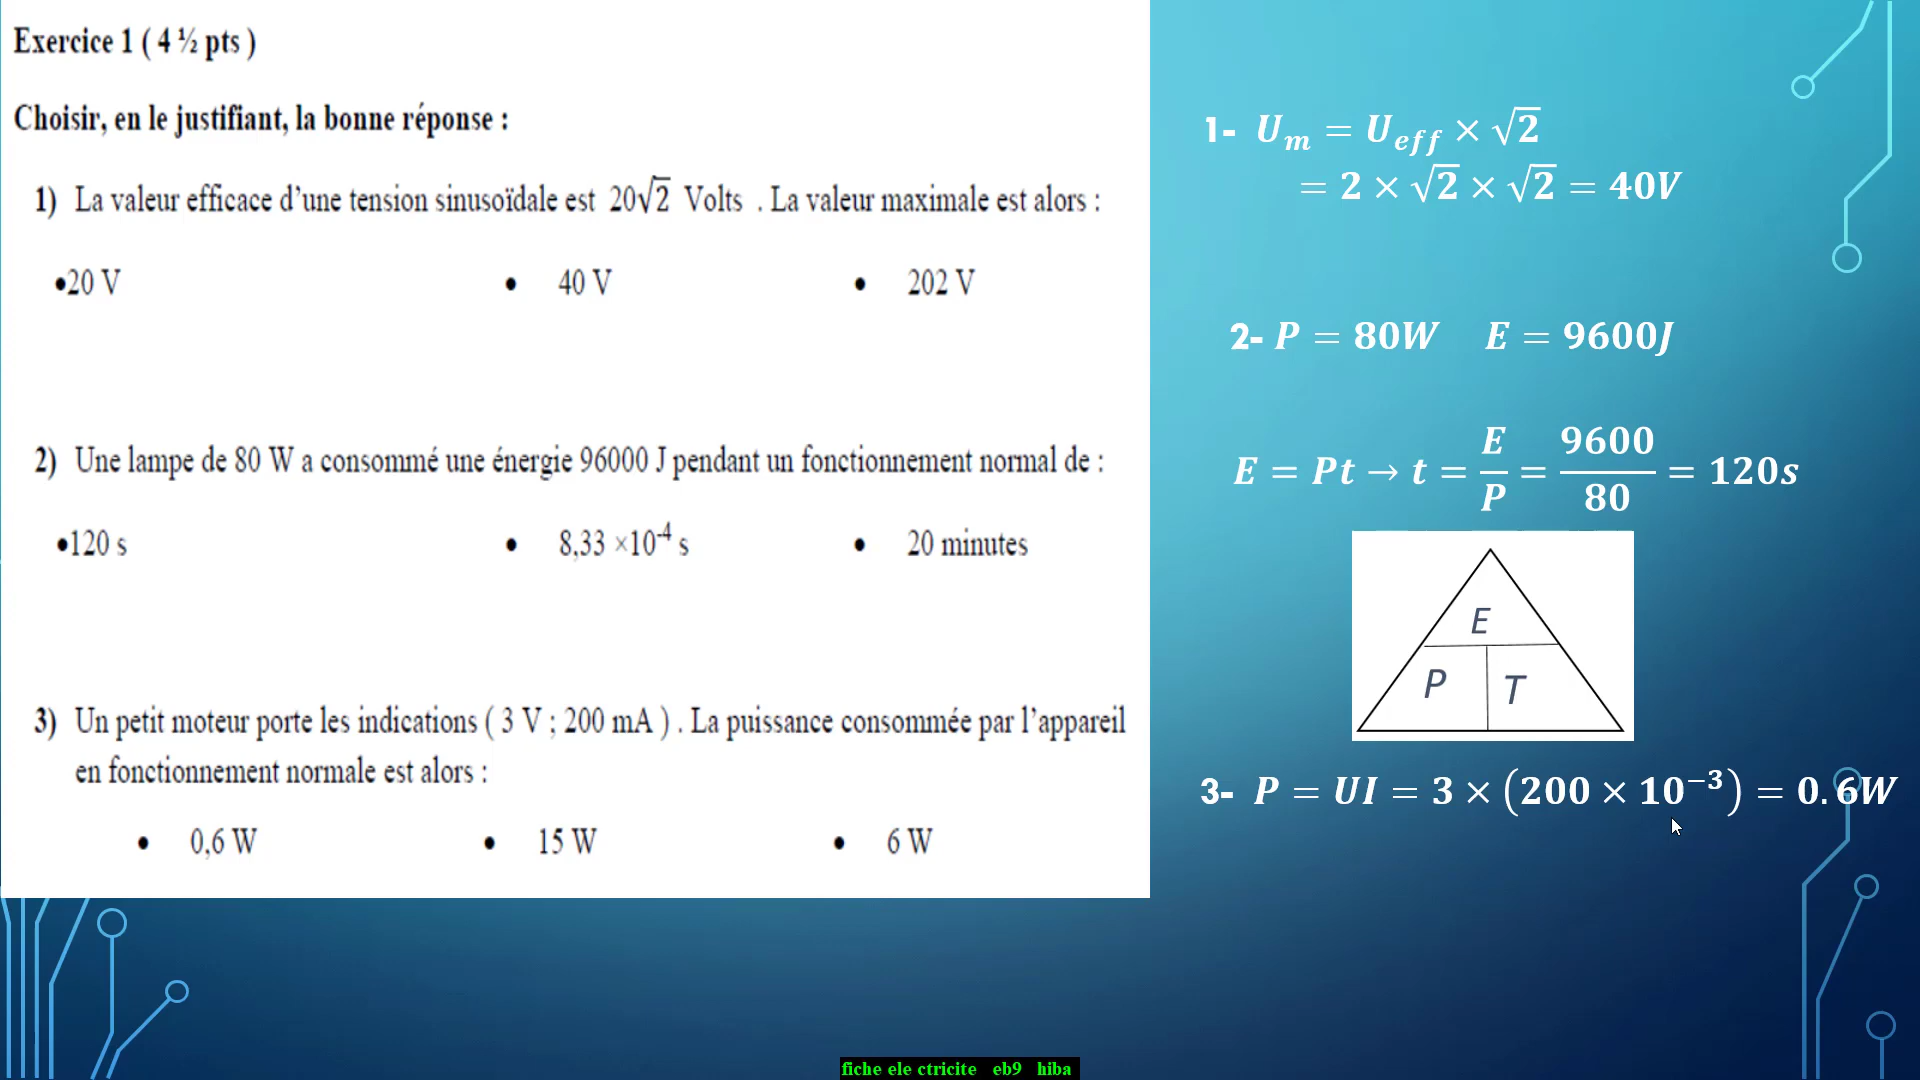 Exercice 1 ( 4 ½ pts )
Choisir, en le justifiant, la bonne réponse :
1) La valeur efficace d’une tension sinusoïdale est 20√2 Volts . La valeur maximale est alors :
•20 V • 40 V • 202 V
2) Une lampe de 80 W a consommé une énergie 96000 J pendant un fonctionnement normal de :
•120 s • 8,33 ×10⁻⁴ s • 20 minutes
3) Un petit moteur porte les indications ( 3 V ; 200 mA ) . La puissance consommée par l’appareil
en fonctionnement normale est alors :
• 0,6 W • 15 W • 6 W
1- U_m = U_eff × √2
= 2 × √2 × √2 = 40V
2- P = 80W E = 9600J
E = Pt → t = E/P = 9600/80 = 120s
E
P T
3- P = UI = 3 × (200 × 10⁻³) = 0.6W
fiche ele ctricite eb9 hiba